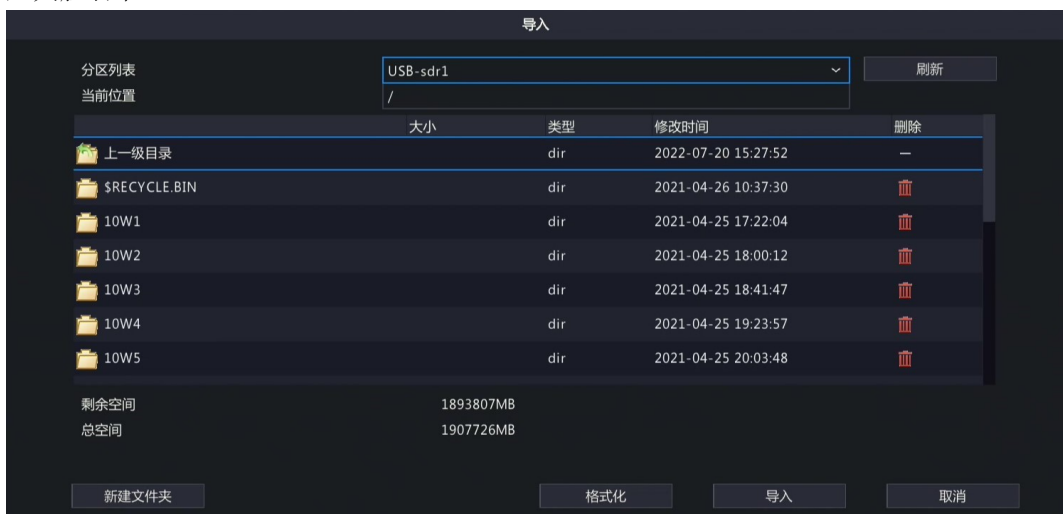 导入
分区列表 USB-sdr1 刷新
当前位置 /
大小 类型 修改时间 删除
上一级目录 dir 2022-07-20 15:27:52 —
$RECYCLE.BIN dir 2021-04-26 10:37:30
10W1 dir 2021-04-25 17:22:04
10W2 dir 2021-04-25 18:00:12
10W3 dir 2021-04-25 18:41:47
10W4 dir 2021-04-25 19:23:57
10W5 dir 2021-04-25 20:03:48
剩余空间 1893807MB
总空间 1907726MB
新建文件夹 格式化 导入 取消